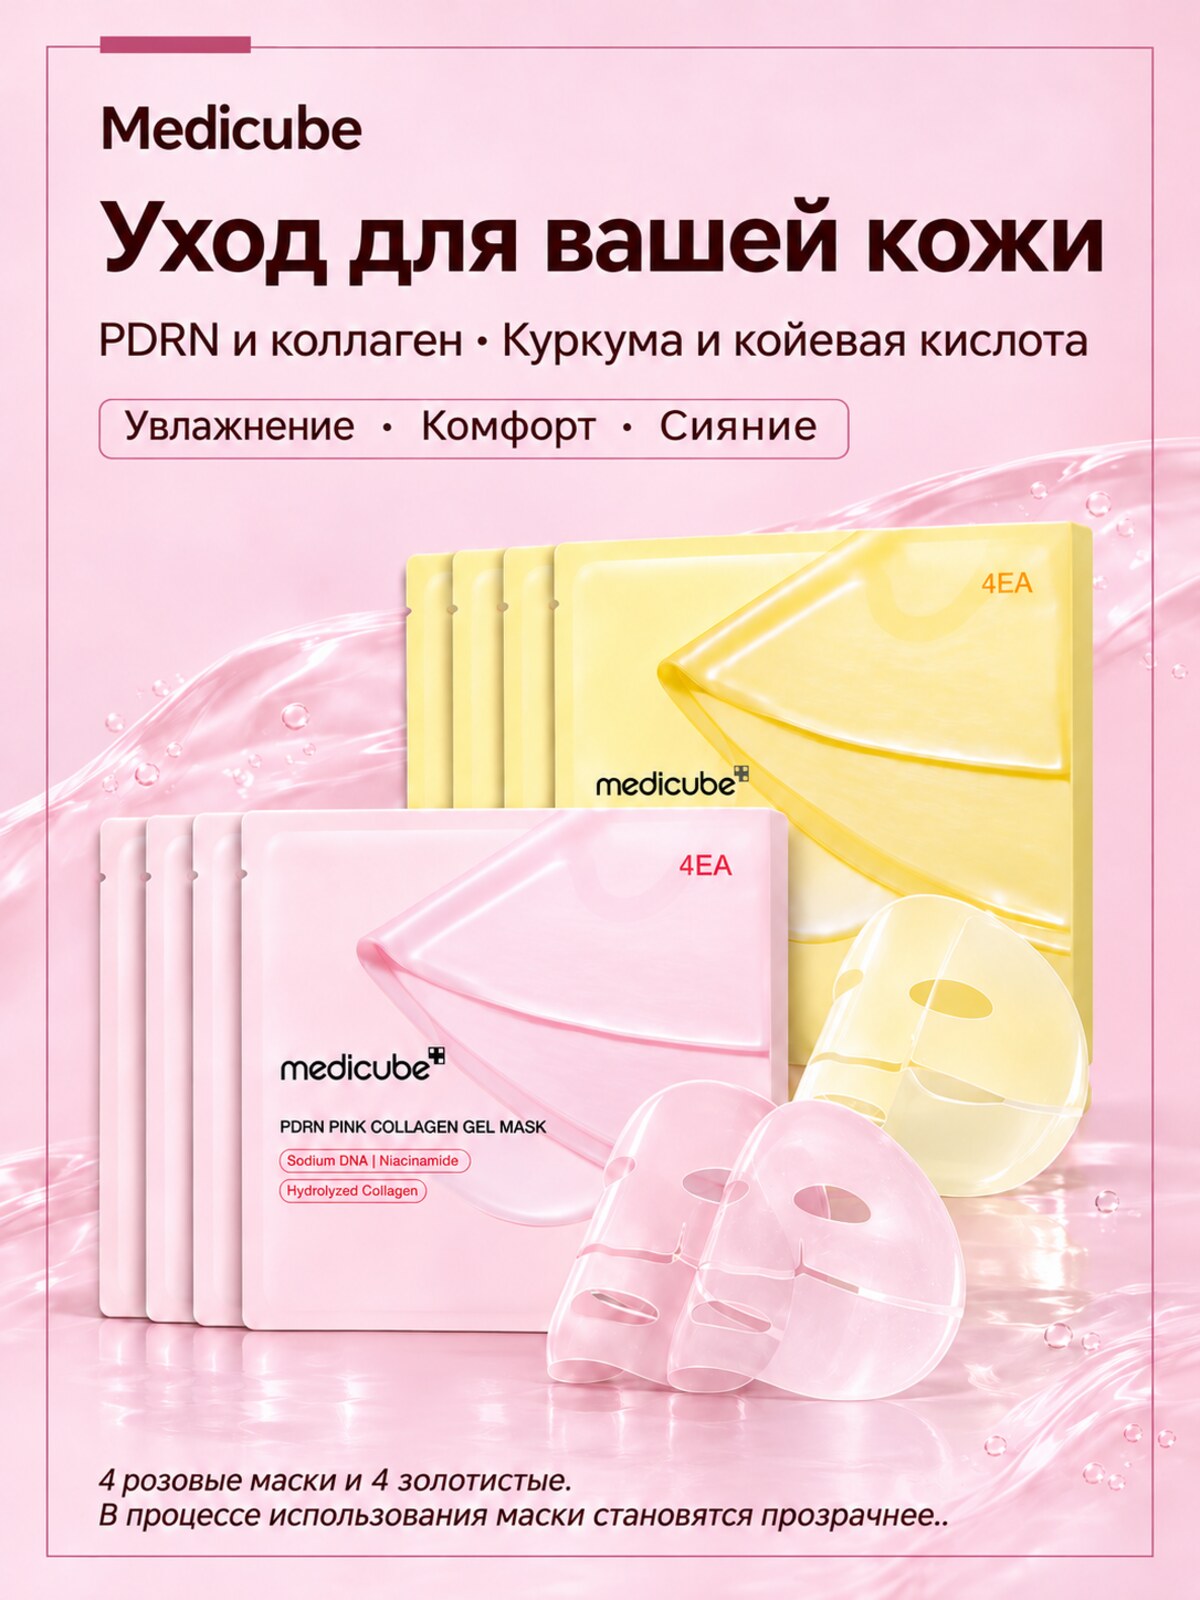 Medicube
Уход для вашей кожи
PDRN и коллаген • Куркума и койевая кислота
Увлажнение • Комфорт • Сияние
4EA
medicube
4EA
medicube
PDRN PINK COLLAGEN GEL MASK
Sodium DNA | Niacinamide
Hydrolyzed Collagen
4 розовые маски и 4 золотистые.
В процессе использования маски становятся прозрачнее..